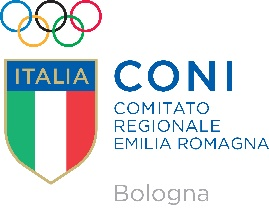 ITALIA
CONI
COMITATO
REGIONALE
EMILIA ROMAGNA
Bologna